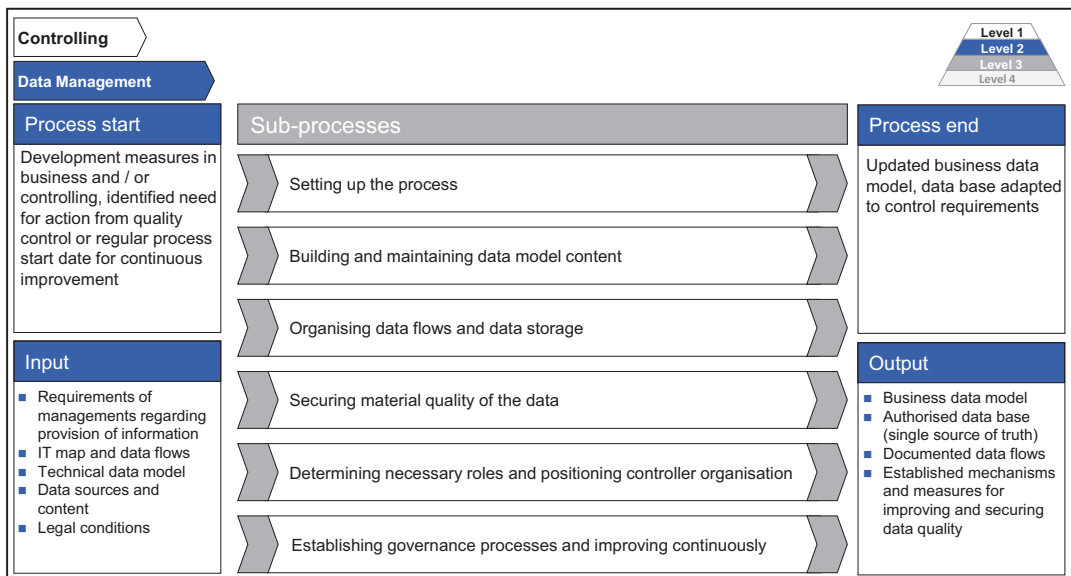 Controlling
Level 1
Level 2
Level 3
Level 4
Data Management
Process start
Development measures in
business and / or
controlling, identified need
for action from quality
control or regular process
start date for continuous
improvement
Input
Requirements of
managements regarding
provision of information
IT map and data flows
Technical data model
Data sources and
content
Legal conditions
Sub-processes
Setting up the process
Building and maintaining data model content
Organising data flows and data storage
Securing material quality of the data
Determining necessary roles and positioning controller organisation
Establishing governance processes and improving continuously
Process end
Updated business data
model, data base adapted
to control requirements
Output
Business data model
Authorised data base
(single source of truth)
Documented data flows
Established mechanisms
and measures for
improving and securing
data quality